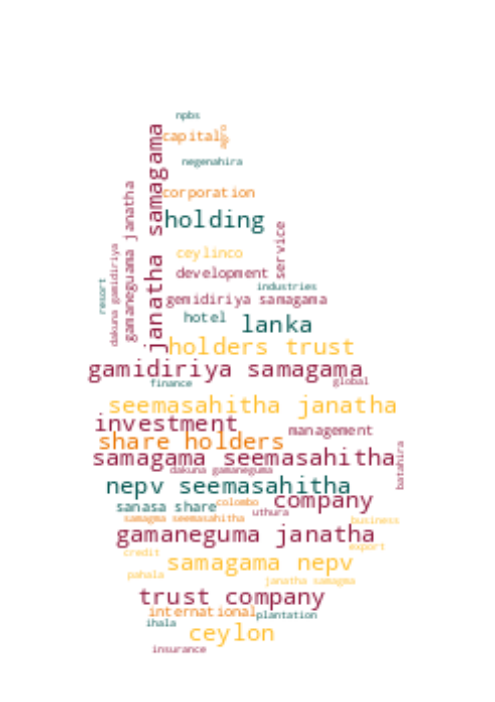 npbs
capital
agro
janatha samagama
negenahira
corporation
gamaneguma janatha
holding
service
ceylinco
dakuna gamidiriya
development
resort
industries
gemidiriya samagama
hotel
lanka
holders trust
gamidiriya samagama
finance
global
seemasahitha janatha
investment
management
share holders
samagama seemasahitha
batahira
dakuna gamaneguma
nepv seemasahitha
company
sanasa share
colombo
uthura
samagma seemasahitha
business
gamaneguma janatha
export
credit
samagama nepv
pahala
janatha samagma
trust company
international
plantation
ihala
ceylon
insurance